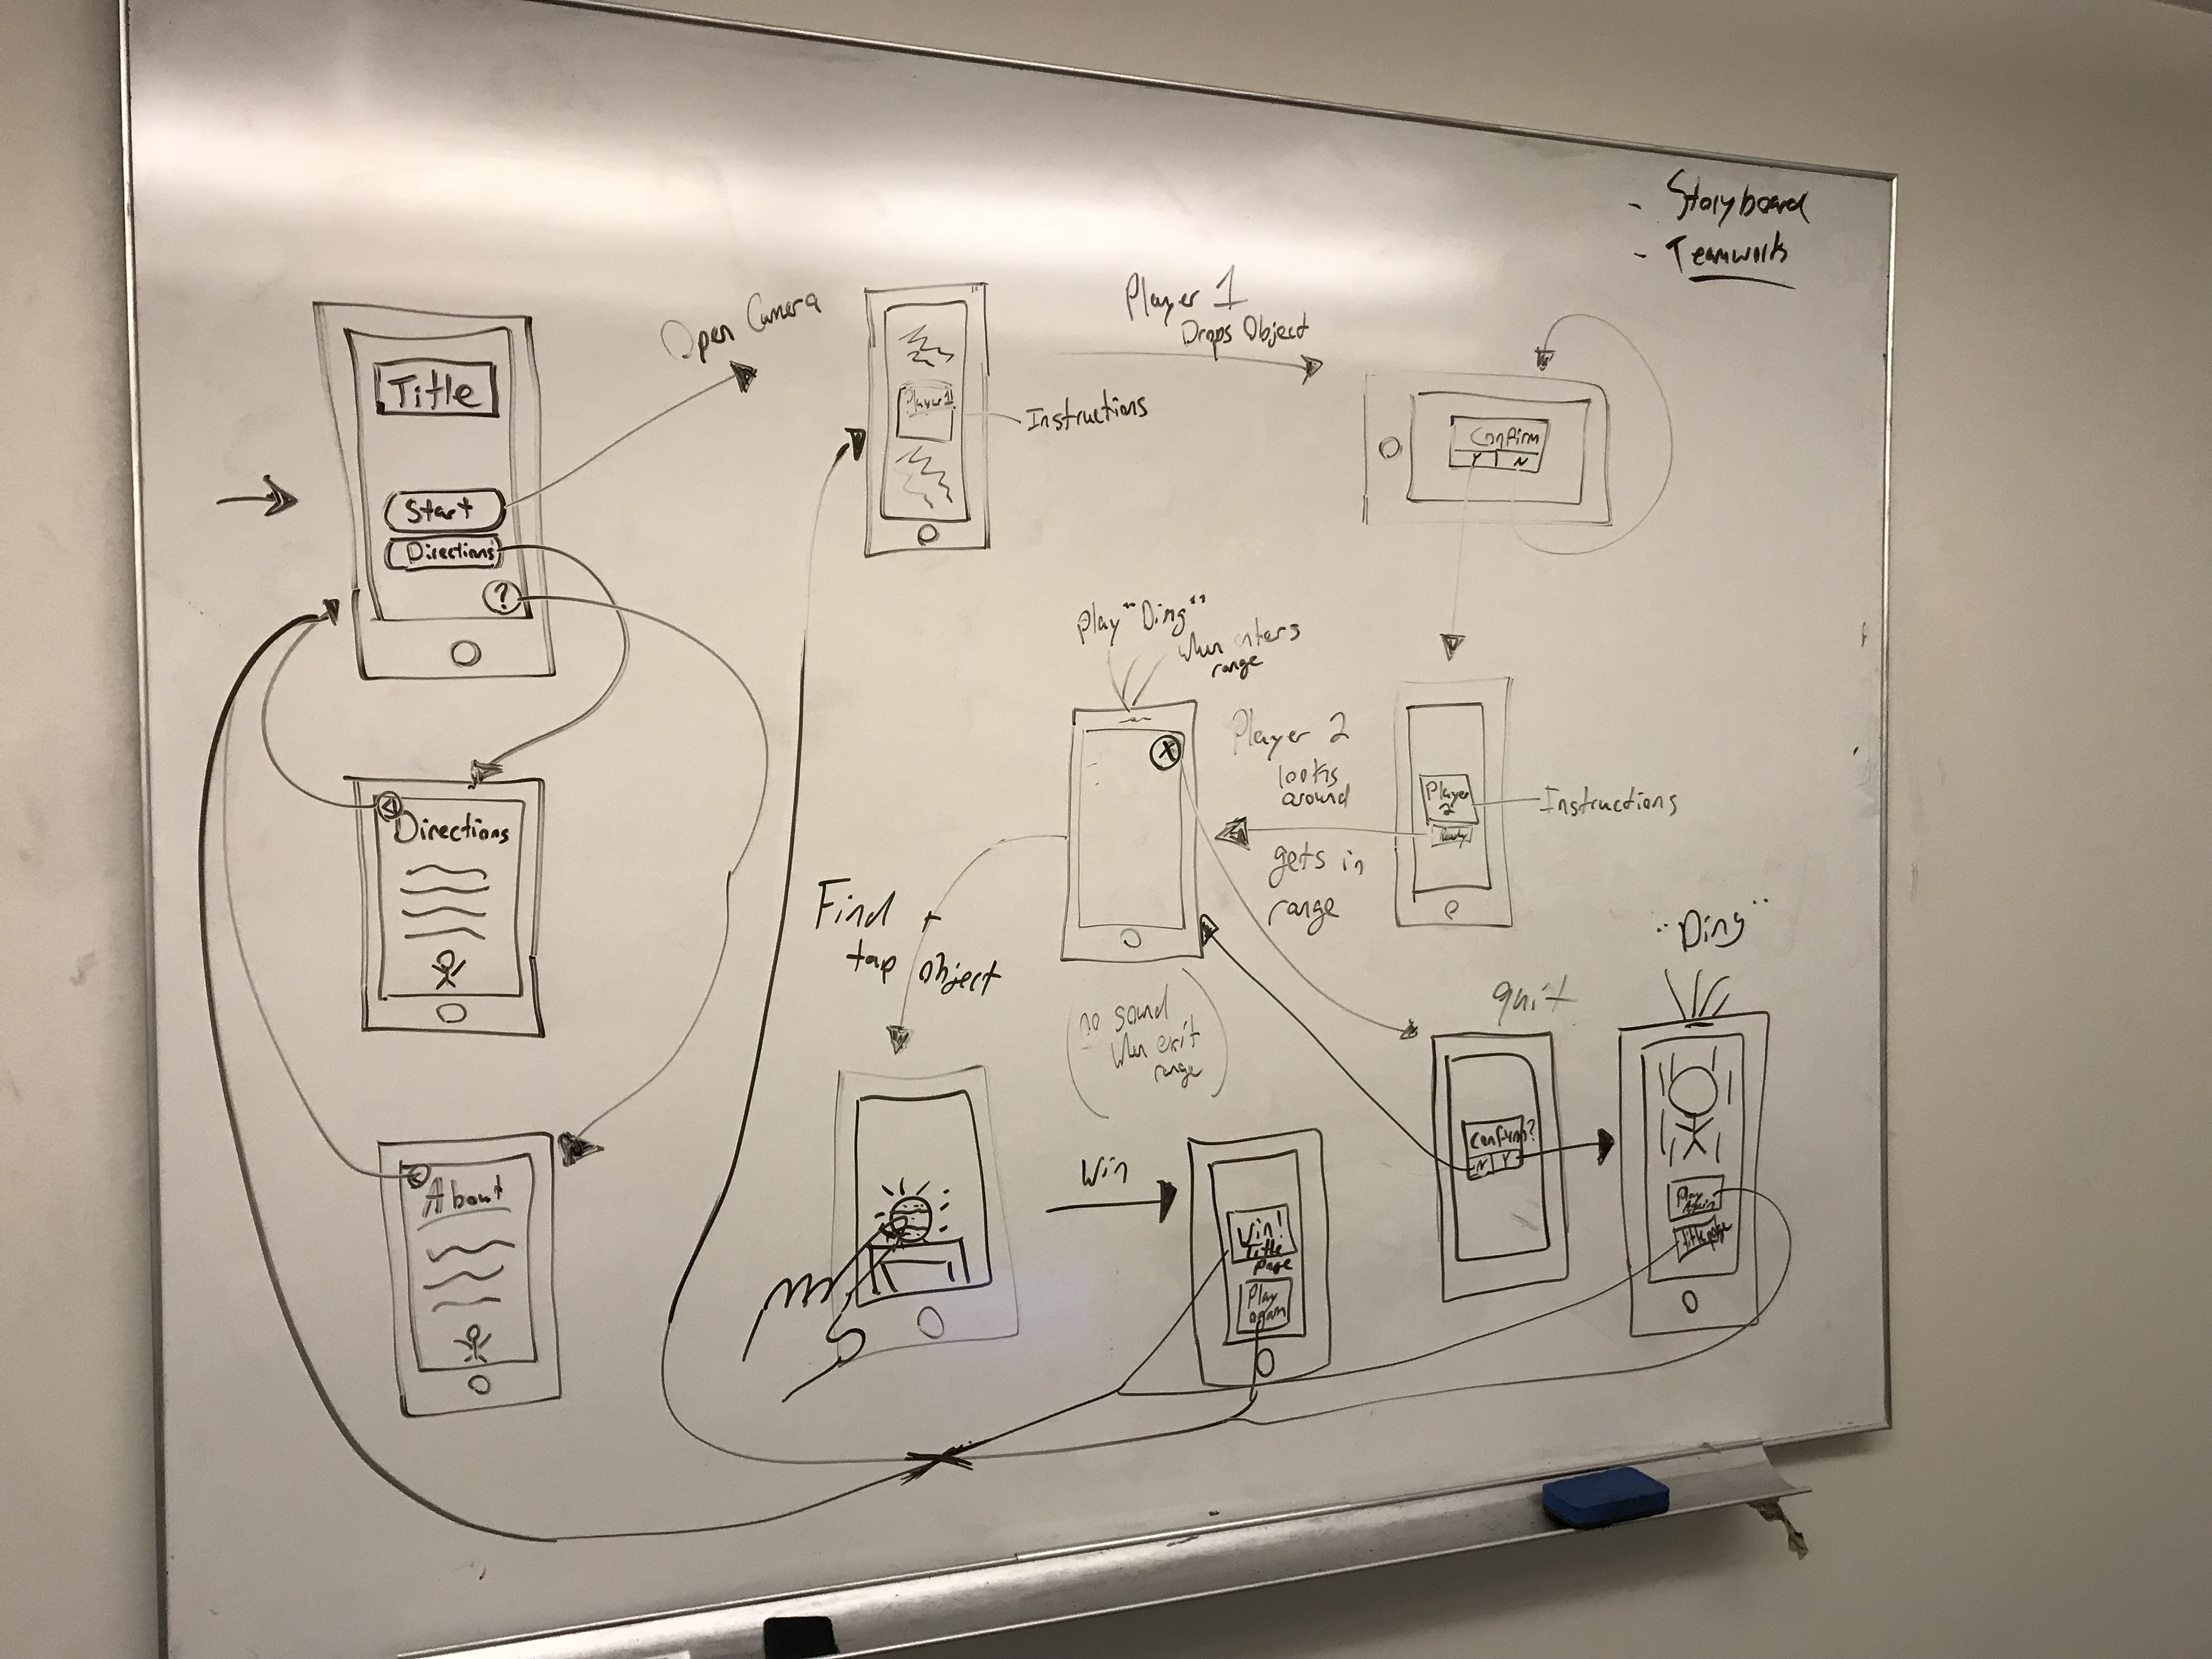 - Storyboard
- Teamwork
Title
Start
Directions
?
Open Camera
Player 1
Instructions
Player 1
Drops Object
Confirm
Y N
Play "Ding"
when enters
range
X
Player 2
looks
around
gets in
range
Player
2
Ready
Instructions
Directions
Find +
tap object
(no sound
when exit
range)
About
Win
Win!
Title
page
Play
again
quit
Confirm?
N Y
"Ding"
Play
Again
Title page